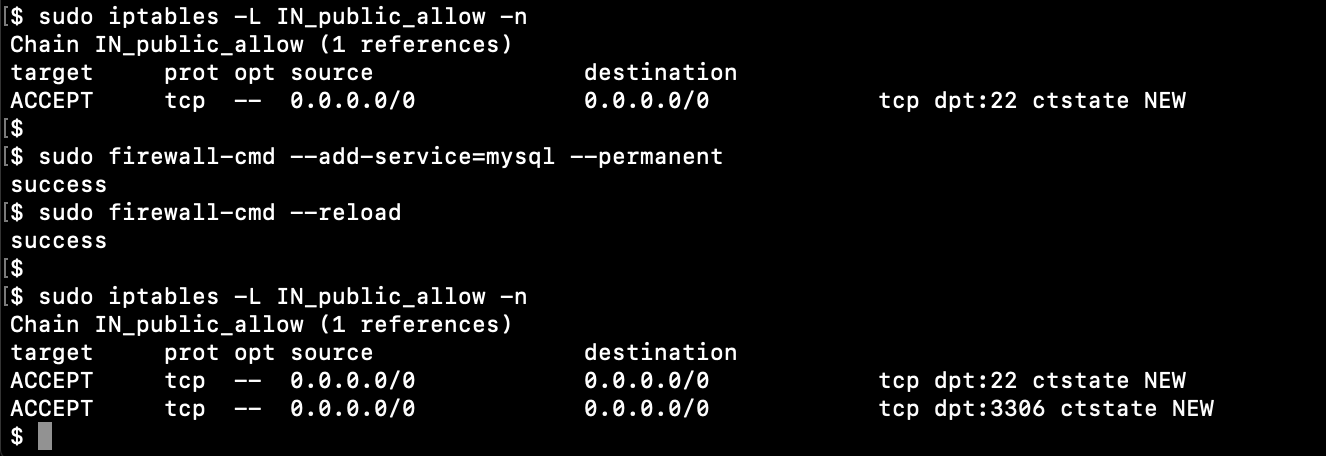 [$ sudo iptables -L IN_public_allow -n
Chain IN_public_allow (1 references)
target     prot opt source               destination
ACCEPT     tcp  --  0.0.0.0/0            0.0.0.0/0            tcp dpt:22 ctstate NEW
[$
[$ sudo firewall-cmd --add-service=mysql --permanent
success
[$ sudo firewall-cmd --reload
success
[$
[$ sudo iptables -L IN_public_allow -n
Chain IN_public_allow (1 references)
target     prot opt source               destination
ACCEPT     tcp  --  0.0.0.0/0            0.0.0.0/0            tcp dpt:22 ctstate NEW
ACCEPT     tcp  --  0.0.0.0/0            0.0.0.0/0            tcp dpt:3306 ctstate NEW
$